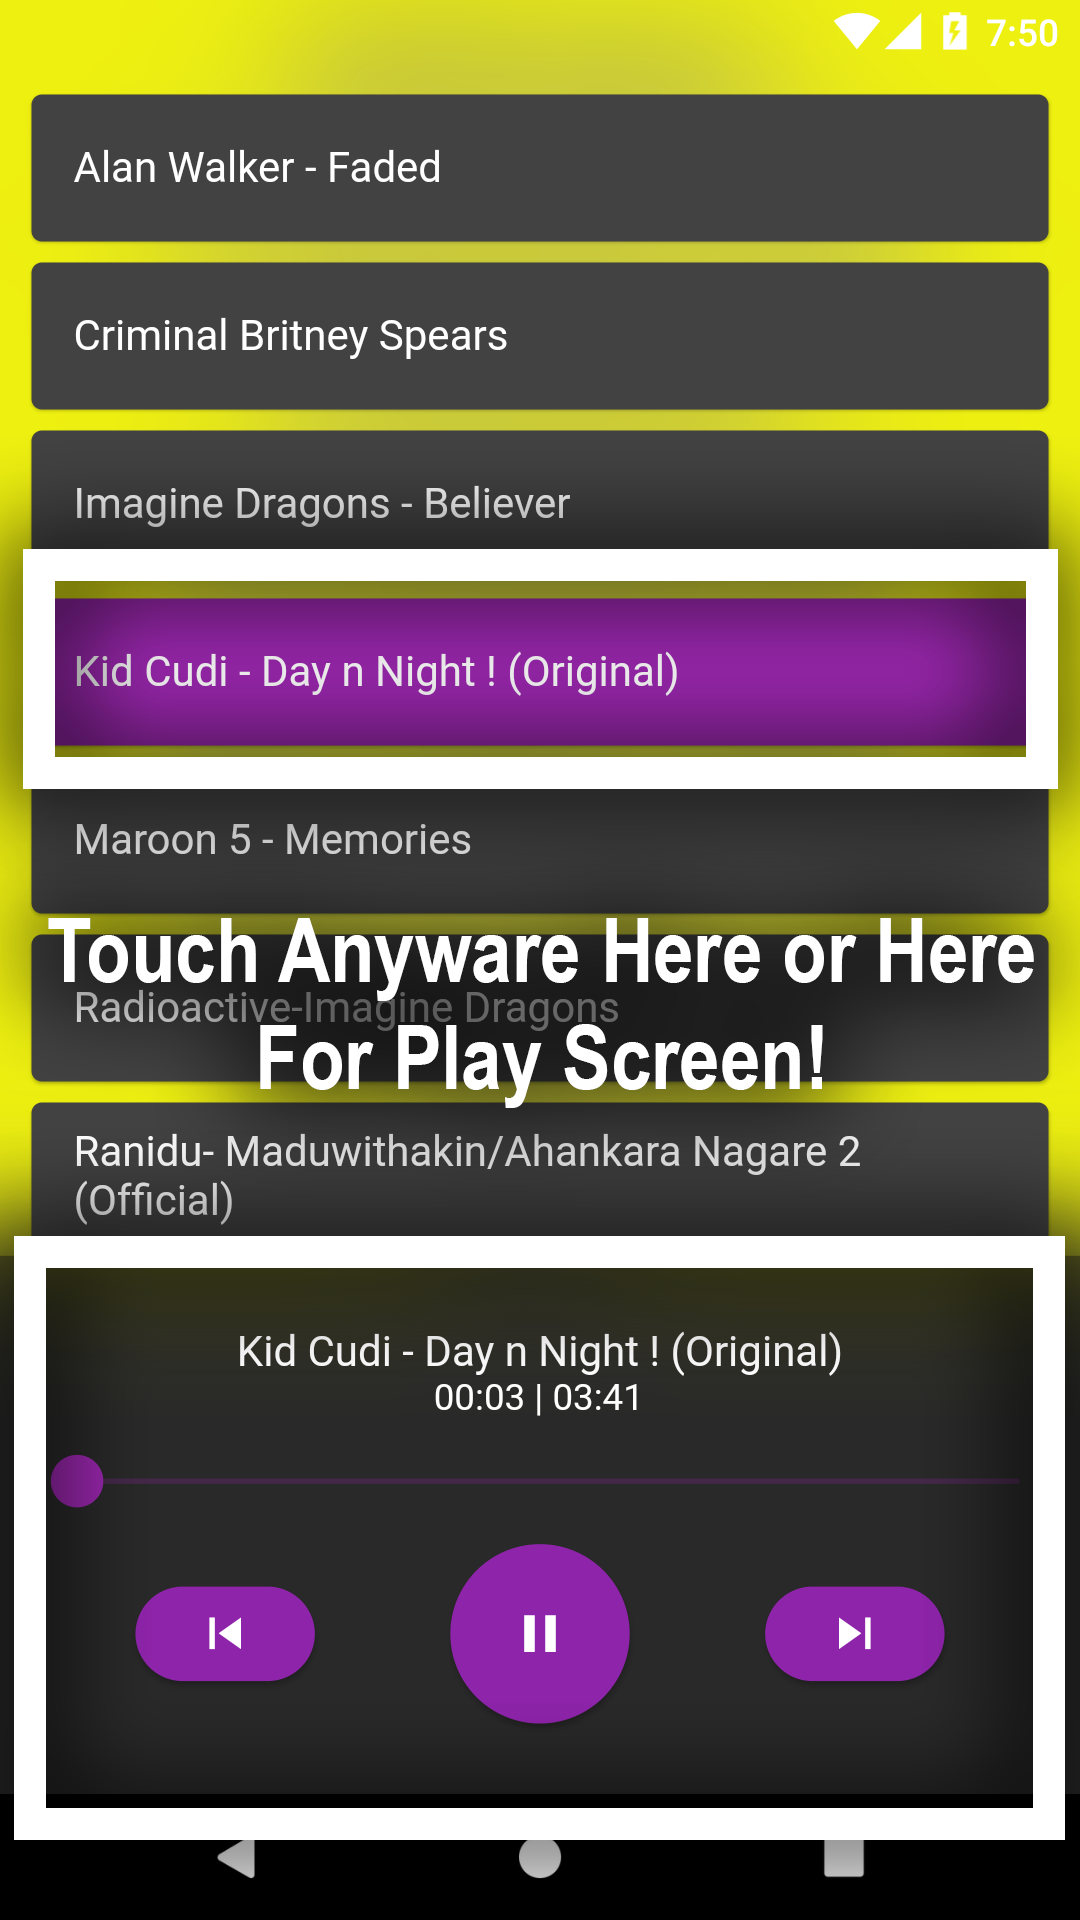 7:50
Alan Walker - Faded
Criminal Britney Spears
Imagine Dragons - Believer
Kid Cudi - Day n Night ! (Original)
Maroon 5 - Memories
Touch Anyware Here or Here
Radioactive-Imagine Dragons
For Play Screen!
Ranidu- Maduwithakin/Ahankara Nagare 2
(Official)
Kid Cudi - Day n Night ! (Original)
00:03 | 03:41